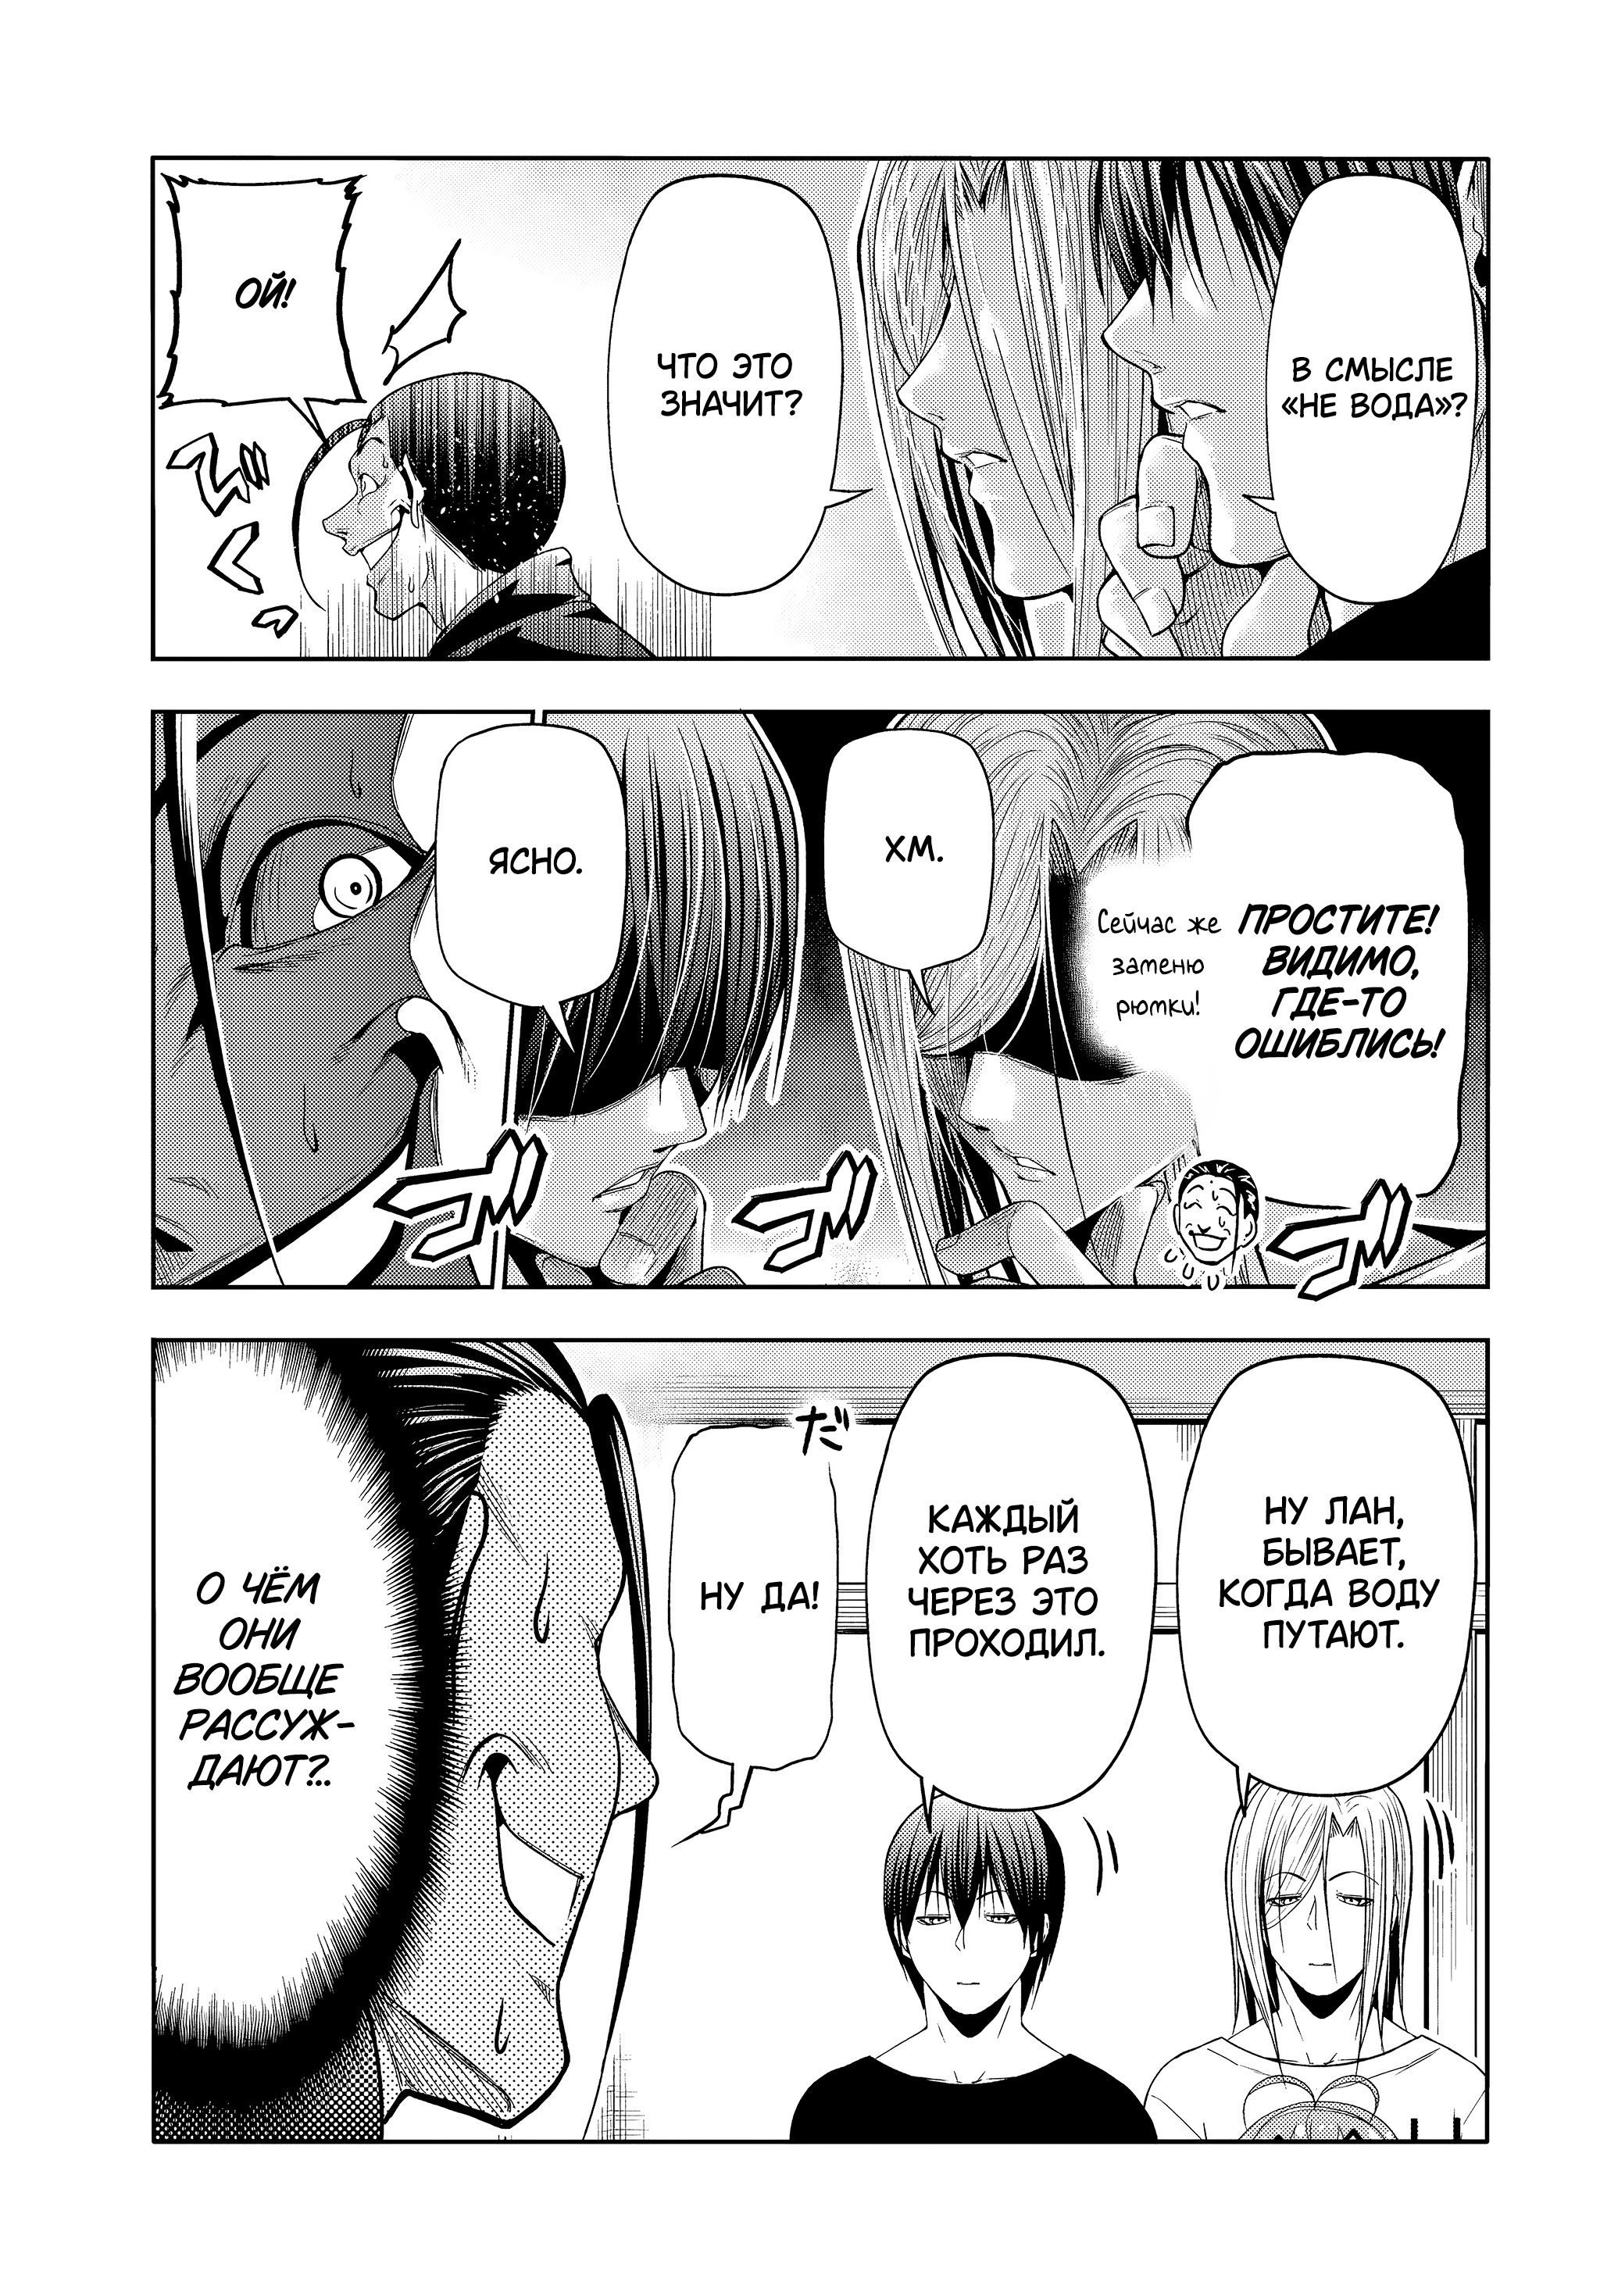 В СМЫСЛЕ
«НЕ ВОДА»?
ЧТО ЭТО
ЗНАЧИТ?
ОЙ!
ПРОСТИТЕ!
ВИДИМО,
ГДЕ-ТО
ОШИБЛИСЬ!
Сейчас же
заменю
рюмки!
ХМ.
ЯСНО.
НУ ЛАН,
БЫВАЕТ,
КОГДА ВОДУ
ПУТАЮТ.
КАЖДЫЙ
ХОТЬ РАЗ
ЧЕРЕЗ ЭТО
ПРОХОДИЛ.
だ
НУ ДА!
О ЧЁМ
ОНИ
ВООБЩЕ
РАССУЖ-
ДАЮТ?..